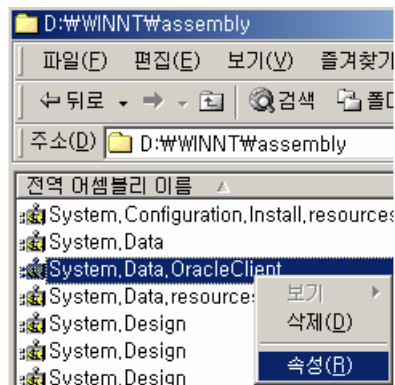 D:₩WINNT₩assembly
파일(F) 편집(E) 보기(V) 즐겨찾기
뒤로 검색 폴더
주소(D) D:₩WINNT₩assembly
전역 어셈블리 이름
System.Configuration.Install.resources
System.Data
System.Data.OracleClient
System.Data.resources 보기
System.Design 삭제(D)
System.Design 속성(R)
System.Design